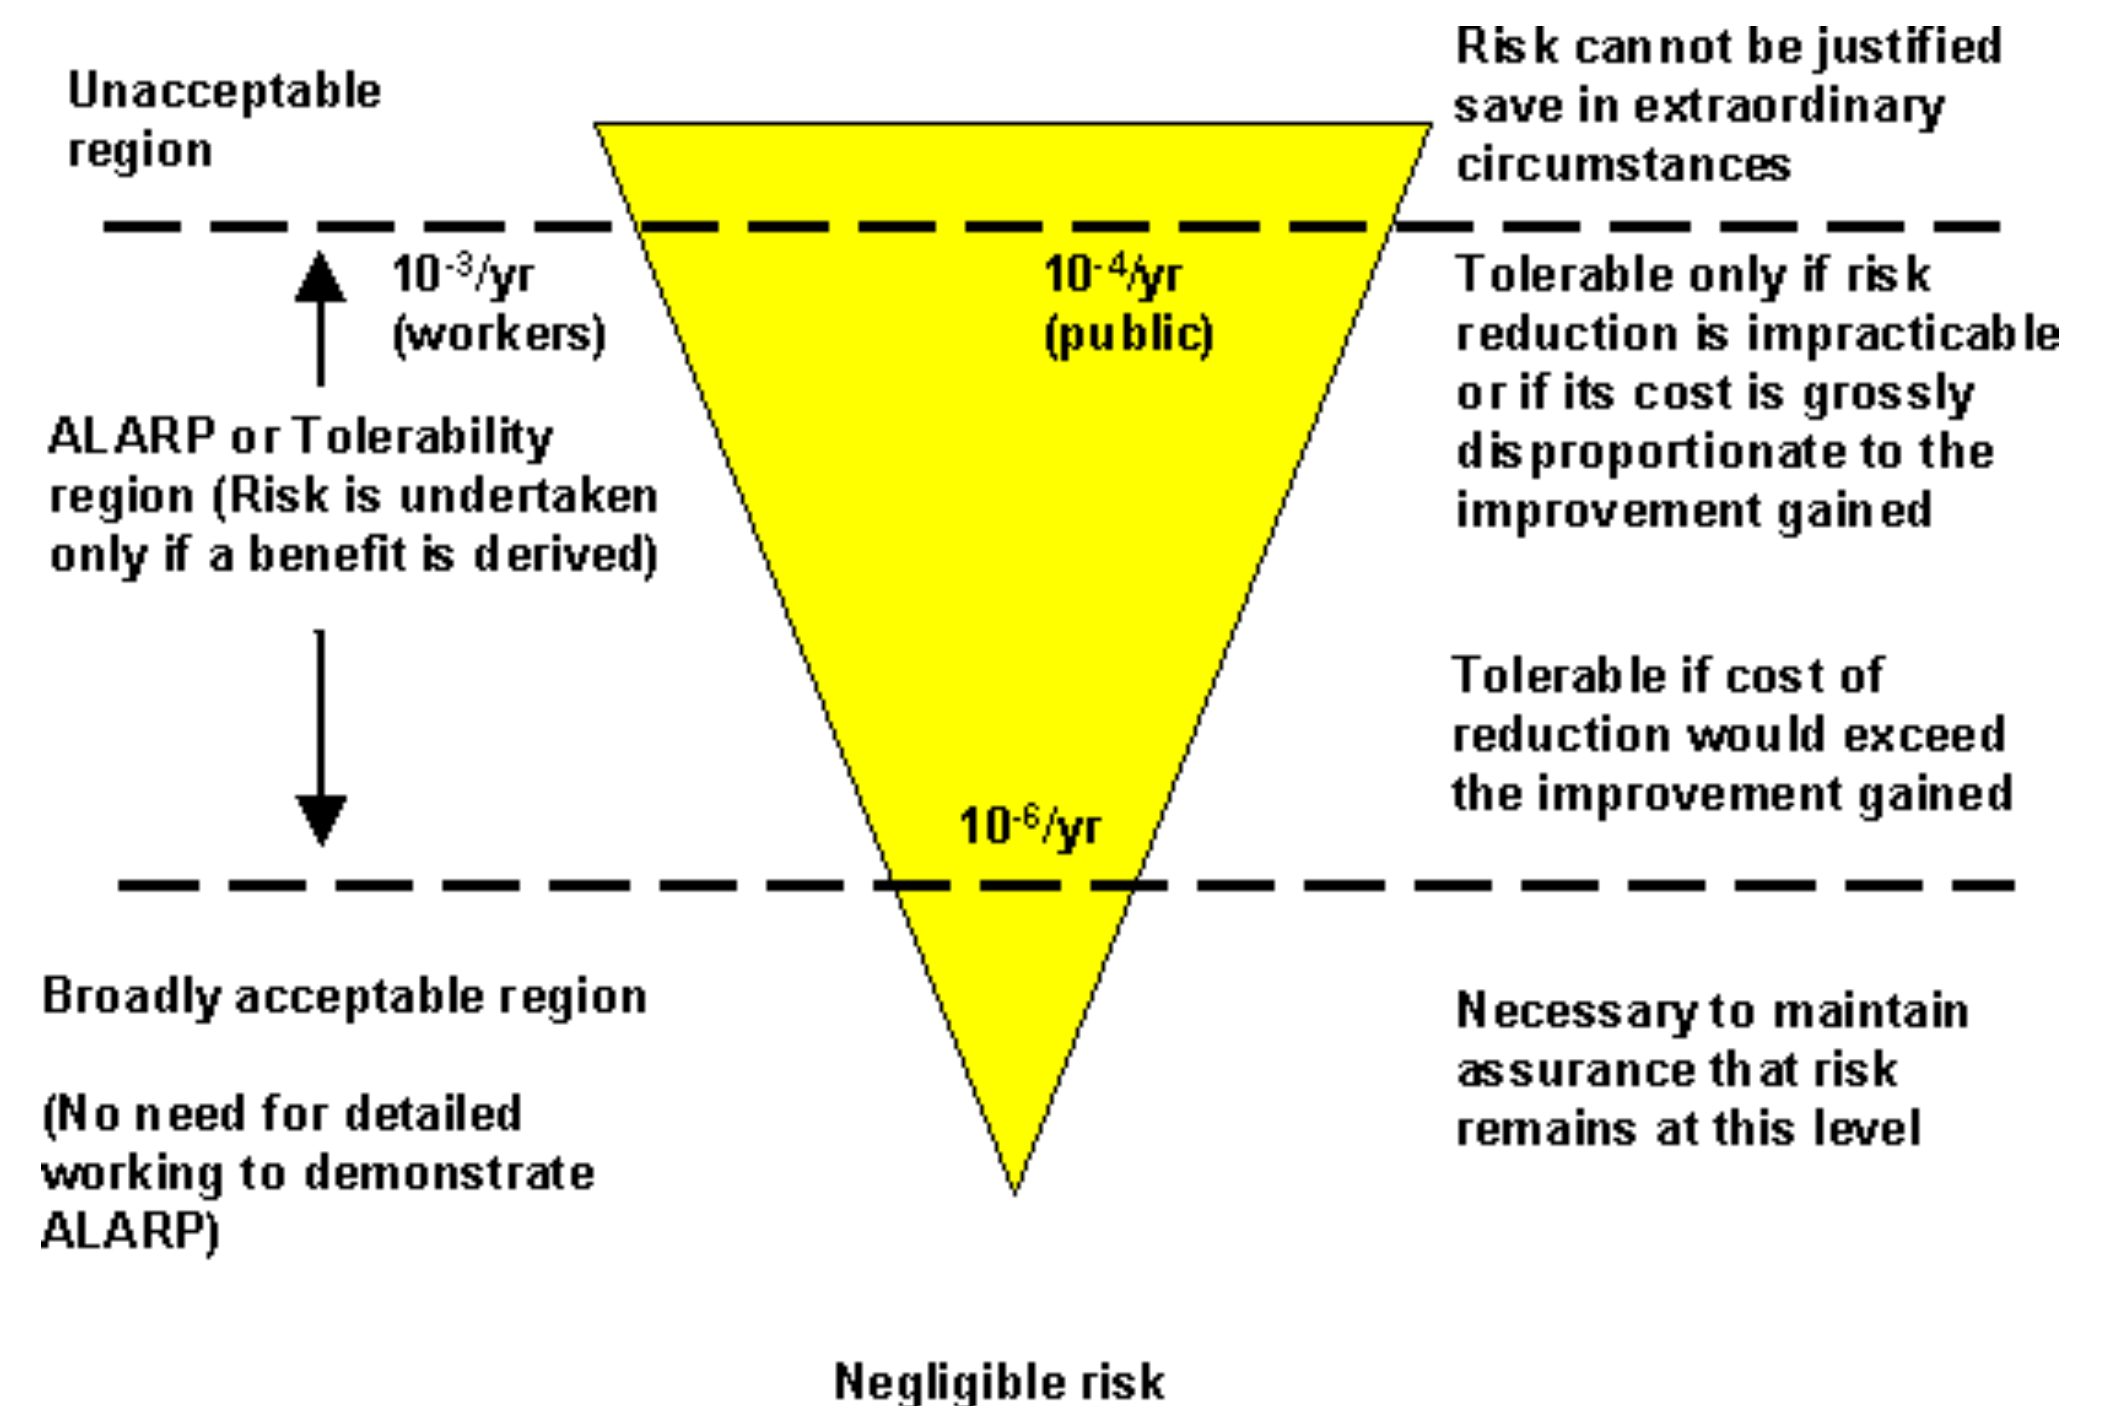 Unacceptable
region
Risk cannot be justified
save in extraordinary
circumstances
10⁻³/yr
(workers)
10⁻⁴/yr
(public)
Tolerable only if risk
reduction is impracticable
or if its cost is grossly
disproportionate to the
improvement gained
ALARP or Tolerability
region (Risk is undertaken
only if a benefit is derived)
Tolerable if cost of
reduction would exceed
the improvement gained
10⁻⁶/yr
Broadly acceptable region
(No need for detailed
working to demonstrate
ALARP)
Necessary to maintain
assurance that risk
remains at this level
Negligible risk